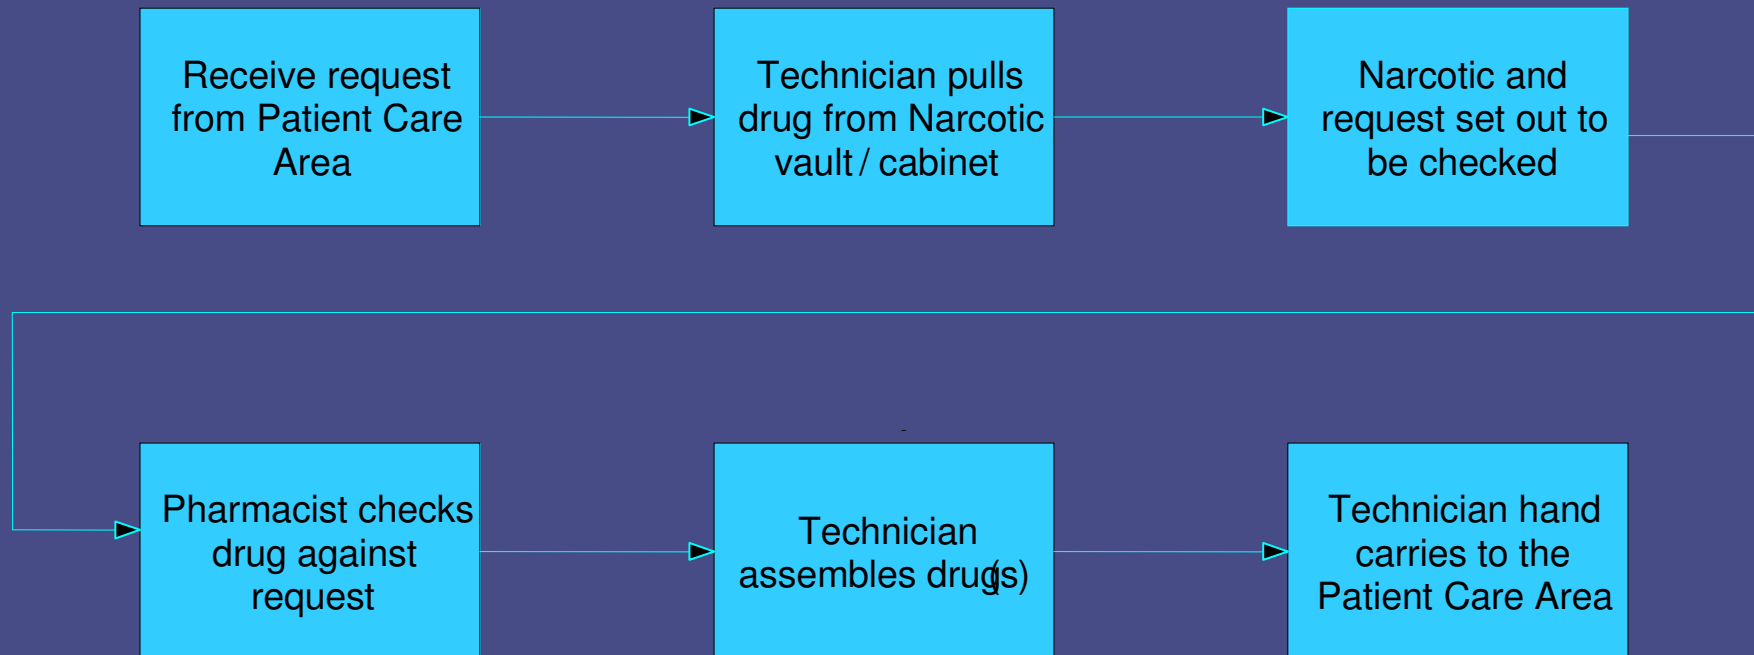 Receive request
from Patient Care
Area
Technician pulls
drug from Narcotic
vault / cabinet
Narcotic and
request set out to
be checked
Pharmacist checks
drug against
request
Technician
assembles drug(s)
Technician hand
carries to the
Patient Care Area